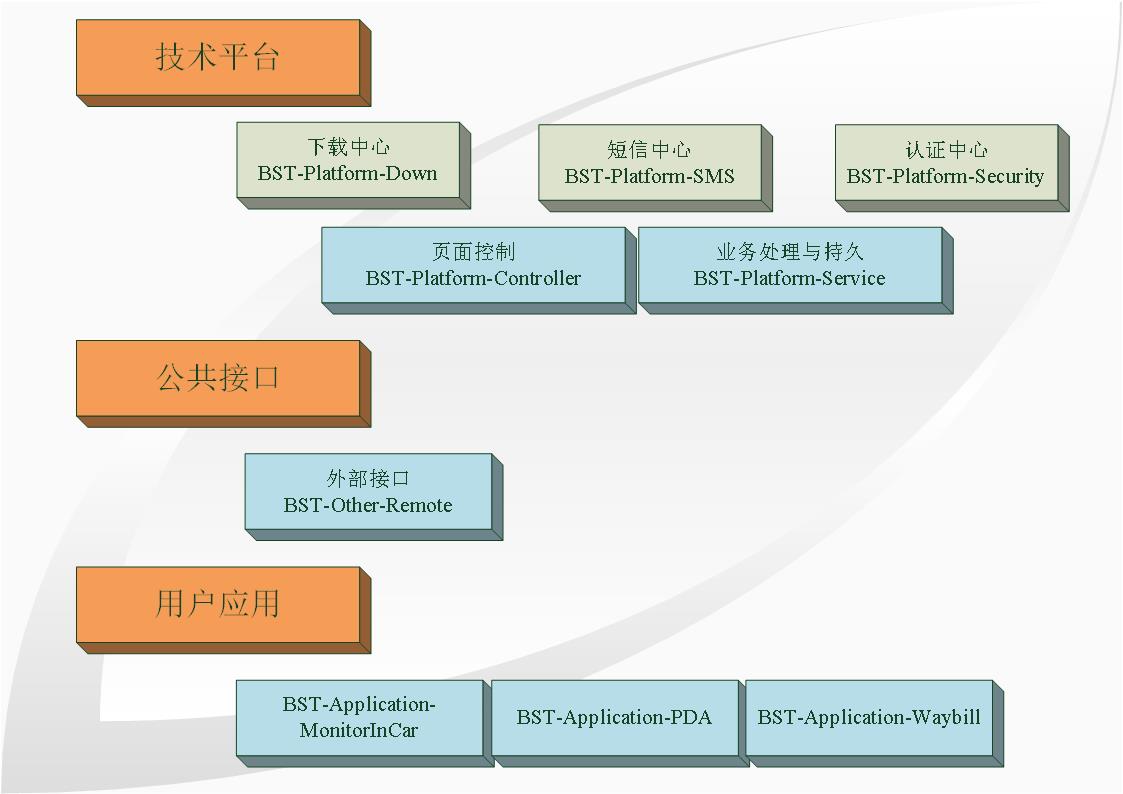 技术平台
下载中心
BST-Platform-Down
短信中心
BST-Platform-SMS
认证中心
BST-Platform-Security
页面控制
BST-Platform-Controller
业务处理与持久
BST-Platform-Service
公共接口
外部接口
BST-Other-Remote
用户应用
BST-Application-
MonitorInCar
BST-Application-PDA
BST-Application-Waybill